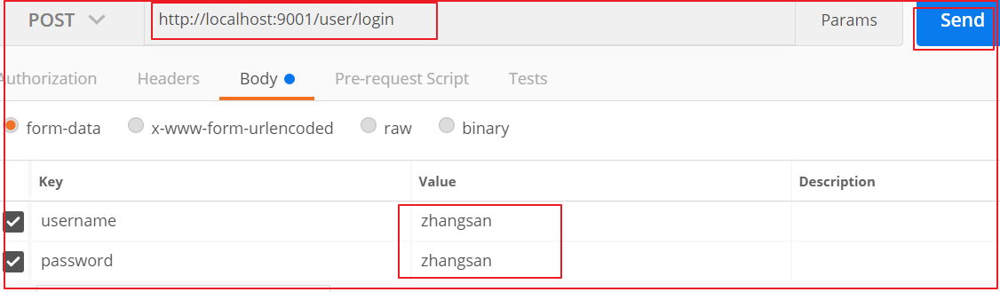 POST http://localhost:9001/user/login Params Send
Authorization Headers Body Pre-request Script Tests
form-data x-www-form-urlencoded raw binary
Key Value Description
username zhangsan
password zhangsan